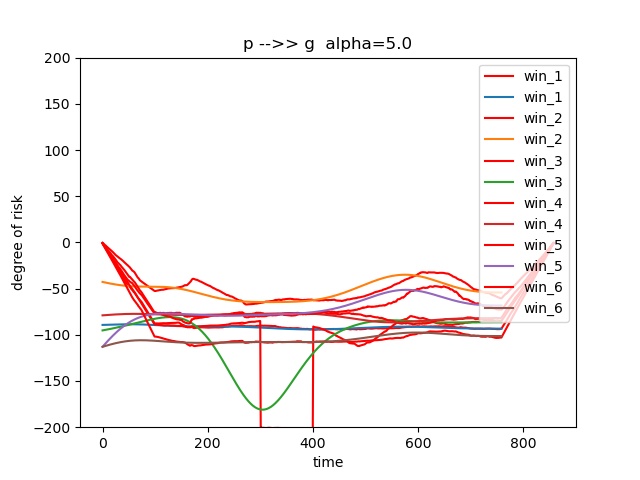 p -->> g  alpha=5.0
200
150
100
50
0
−50
−100
−150
−200
degree of risk
0
200
400
600
800
time
win_1
win_1
win_2
win_2
win_3
win_3
win_4
win_4
win_5
win_5
win_6
win_6